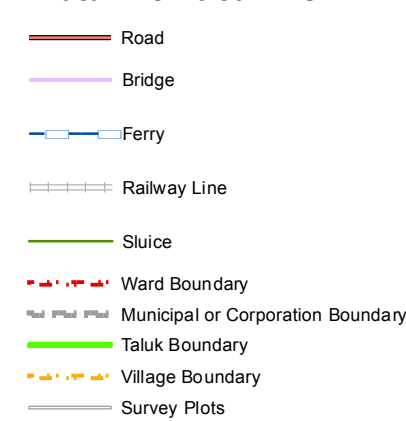 Road
Bridge
Ferry
Railway Line
Sluice
Ward Boundary
Municipal or Corporation Boundary
Taluk Boundary
Village Boundary
Survey Plots